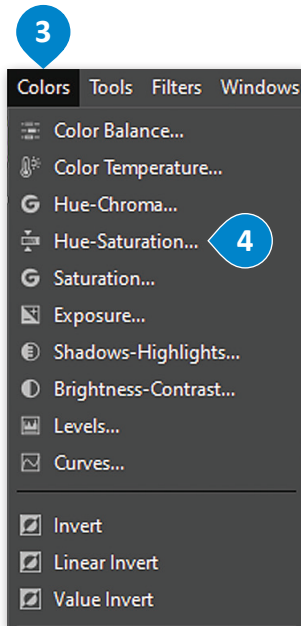 3
Colors Tools Filters Windows
Color Balance...
Color Temperature...
Hue-Chroma...
Hue-Saturation... 4
Saturation...
Exposure...
Shadows-Highlights...
Brightness-Contrast...
Levels...
Curves...
Invert
Linear Invert
Value Invert